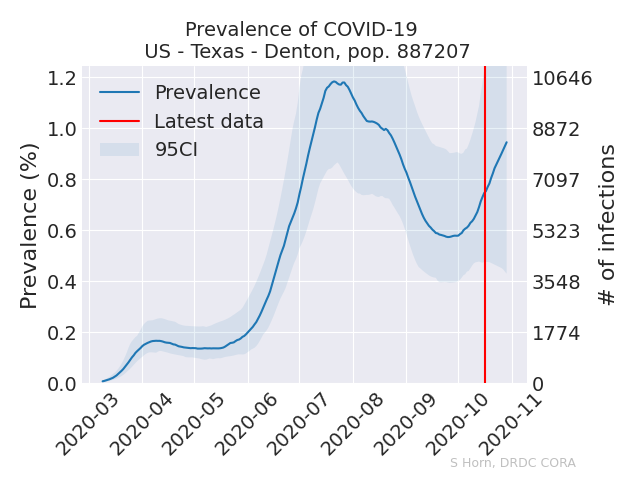 Prevalence of COVID-19
US - Texas - Denton, pop. 887207
Prevalence (%)
1.2
1.0
0.8
0.6
0.4
0.2
0.0
Prevalence
Latest data
95CI
10646
8872
7097
5323
3548
1774
0
# of infections
2020-03
2020-04
2020-05
2020-06
2020-07
2020-08
2020-09
2020-10
2020-11
S Horn, DRDC CORA